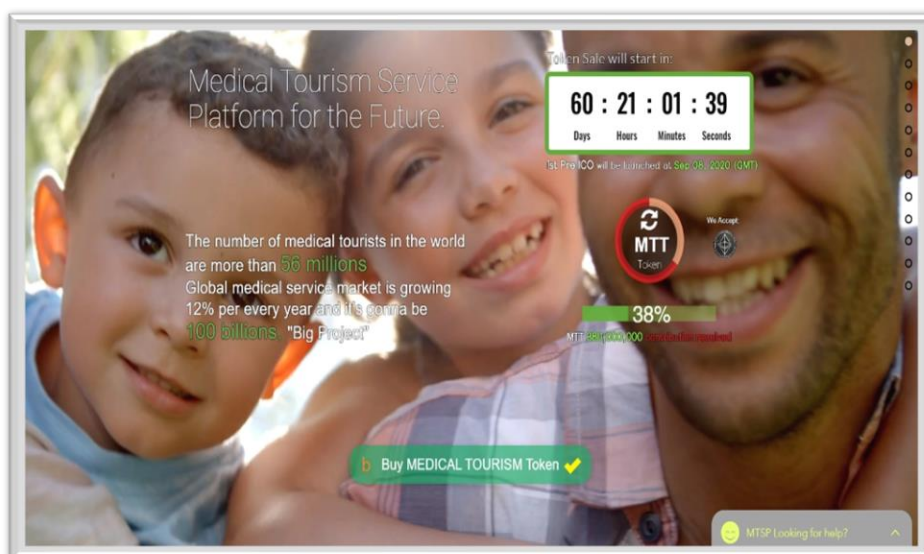 Medical Tourism Service
Platform for the Future.
Token Sale will start in:
60 : 21 : 01 : 39
Days Hours Minutes Seconds
1st Pre ICO will be launched at Sep 08, 2020 (GMT)
The number of medical tourists in the world
are more than 56 millions
Global medical service market is growing
12% per every year and it's gonna be
100 billions. "Big Project"
MTT
Token
We Accept:
38%
MTT
received
b Buy MEDICAL TOURISM Token
MTSP Looking for help?